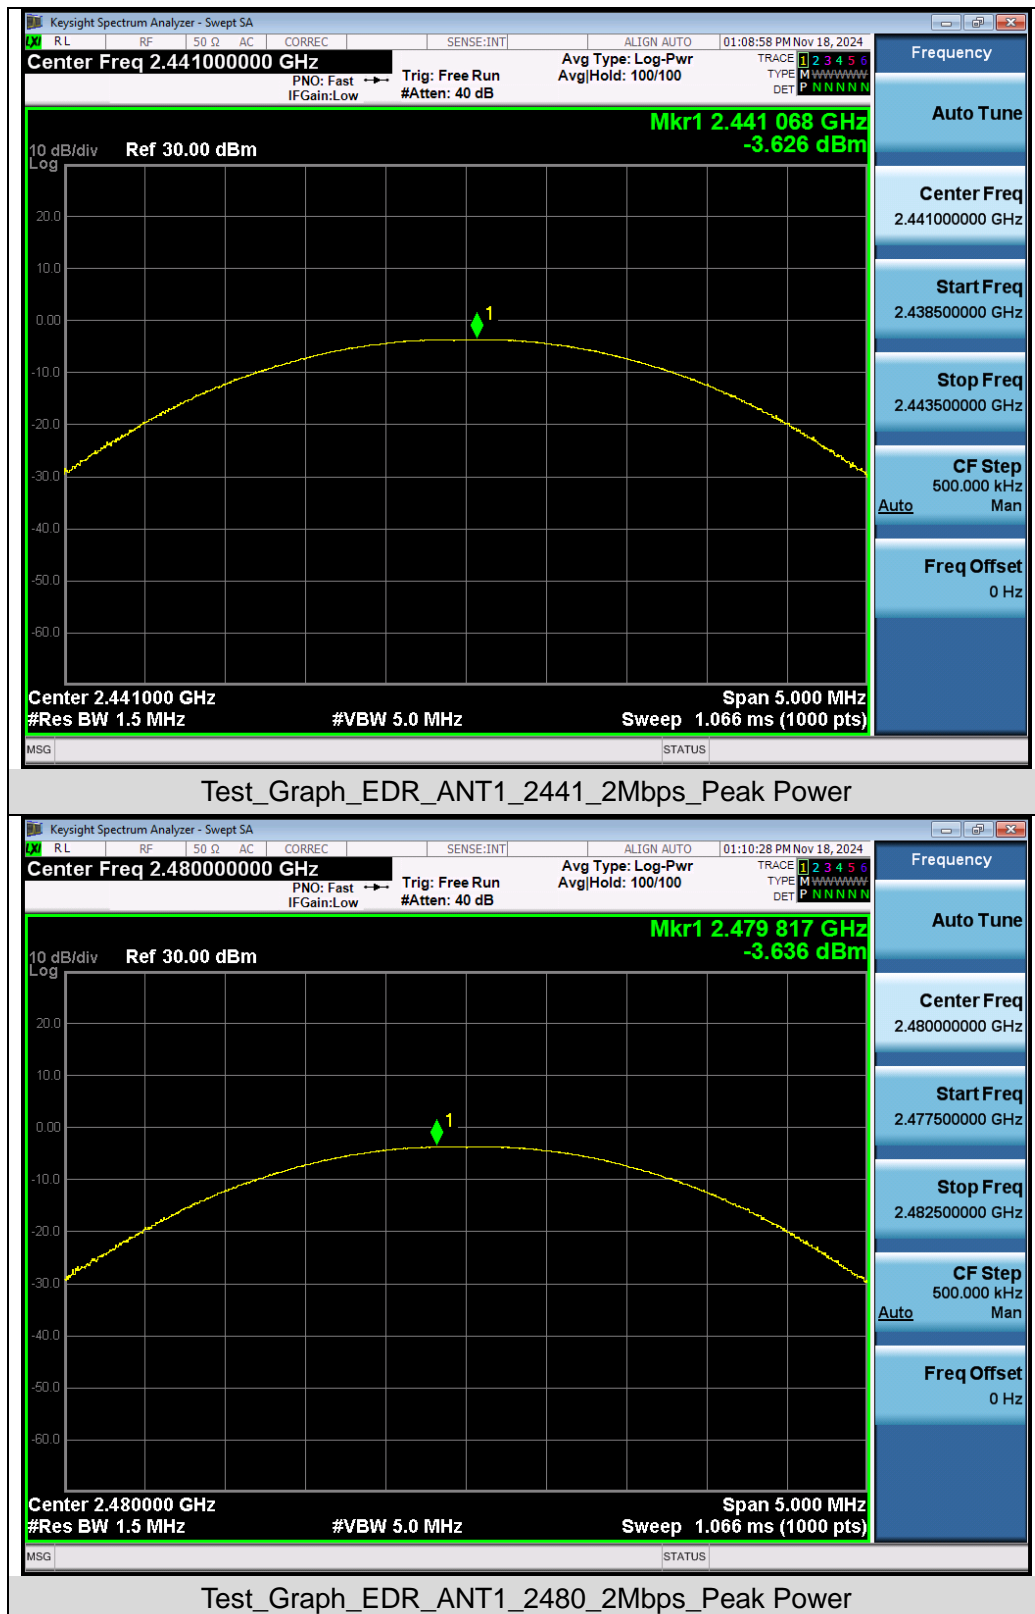 Keysight Spectrum Analyzer - Swept SA
LXI RL RF 50 Ω AC CORREC SENSE:INT ALIGN AUTO 01:08:58 PM Nov 18, 2024
Center Freq 2.441000000 GHz
PNO: Fast
IFGain:Low
Trig: Free Run
#Atten: 40 dB
Avg Type: Log-Pwr
Avg|Hold: 100/100
TRACE 1 2 3 4 5 6
TYPE M W W W W W
DET P N N N N N
Mkr1 2.441 068 GHz
-3.626 dBm
10 dB/div Ref 30.00 dBm
Log
20.0
10.0
0.00
1
-10.0
-20.0
-30.0
-40.0
-50.0
-60.0
Center 2.441000 GHz Span 5.000 MHz
#Res BW 1.5 MHz #VBW 5.0 MHz Sweep 1.066 ms (1000 pts)
MSG STATUS
Frequency
Auto Tune
Center Freq
2.441000000 GHz
Start Freq
2.438500000 GHz
Stop Freq
2.443500000 GHz
CF Step
500.000 kHz
Auto Man
Freq Offset
0 Hz
Test_Graph_EDR_ANT1_2441_2Mbps_Peak Power
Keysight Spectrum Analyzer - Swept SA
LXI RL RF 50 Ω AC CORREC SENSE:INT ALIGN AUTO 01:10:28 PM Nov 18, 2024
Center Freq 2.480000000 GHz
PNO: Fast
IFGain:Low
Trig: Free Run
#Atten: 40 dB
Avg Type: Log-Pwr
Avg|Hold: 100/100
TRACE 1 2 3 4 5 6
TYPE M W W W W W
DET P N N N N N
Mkr1 2.479 817 GHz
-3.636 dBm
10 dB/div Ref 30.00 dBm
Log
20.0
10.0
0.00
1
-10.0
-20.0
-30.0
-40.0
-50.0
-60.0
Center 2.480000 GHz Span 5.000 MHz
#Res BW 1.5 MHz #VBW 5.0 MHz Sweep 1.066 ms (1000 pts)
MSG STATUS
Frequency
Auto Tune
Center Freq
2.480000000 GHz
Start Freq
2.477500000 GHz
Stop Freq
2.482500000 GHz
CF Step
500.000 kHz
Auto Man
Freq Offset
0 Hz
Test_Graph_EDR_ANT1_2480_2Mbps_Peak Power